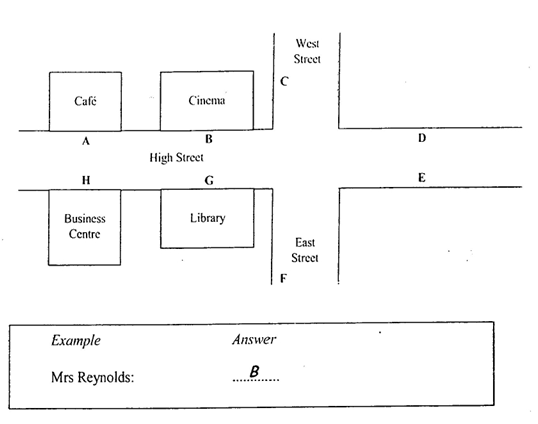 West
Street
C
Café
Cinema
A
B
D
High Street
H
G
E
Business
Centre
Library
East
Street
F
Example
Answer
Mrs Reynolds:
B